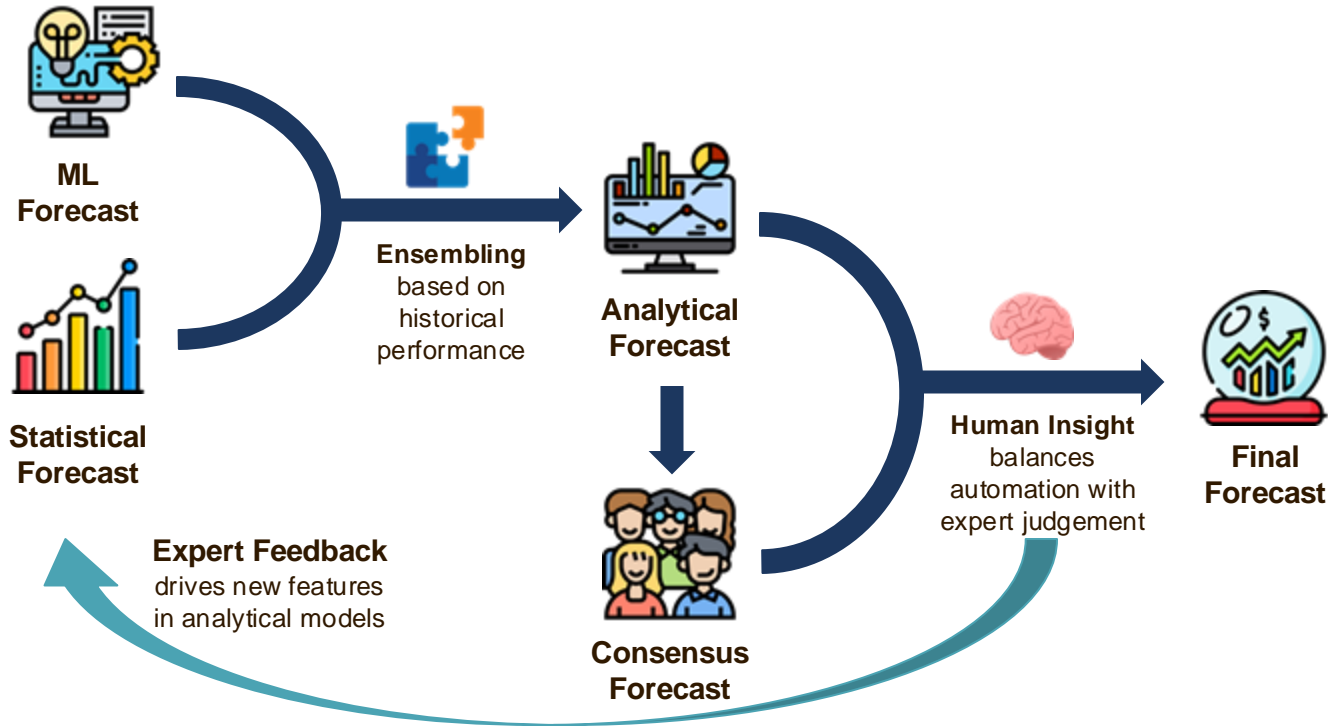 ML
Forecast
Statistical
Forecast
Ensembling
based on
historical
performance
Analytical
Forecast
Consensus
Forecast
Human Insight
balances
automation with
expert judgement
$
Final
Forecast
Expert Feedback
drives new features
in analytical models